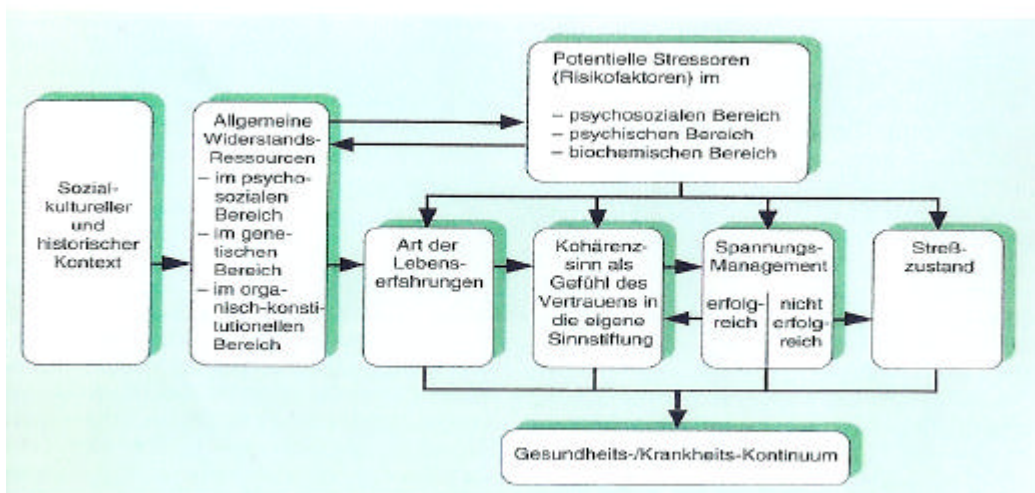 Potentielle Stressoren
(Risikofaktoren) im
– psychosozialen Bereich
– psychischen Bereich
– biochemischen Bereich
Sozial-
kultureller
und
historischer
Kontext
Allgemeine
Widerstands-
Ressourcen
– im psycho-
sozialen
Bereich
– im gene-
tischen
Bereich
– im orga-
nisch-konsti-
tutionellen
Bereich
Art der
Lebens-
erfahrungen
Kohärenz-
sinn als
Gefühl des
Vertrauens in
die eigene
Sinnstiftung
Spannungs-
Management
erfolg-
reich
nicht
erfolg-
reich
Streß-
zustand
Gesundheits-/Krankheits-Kontinuum